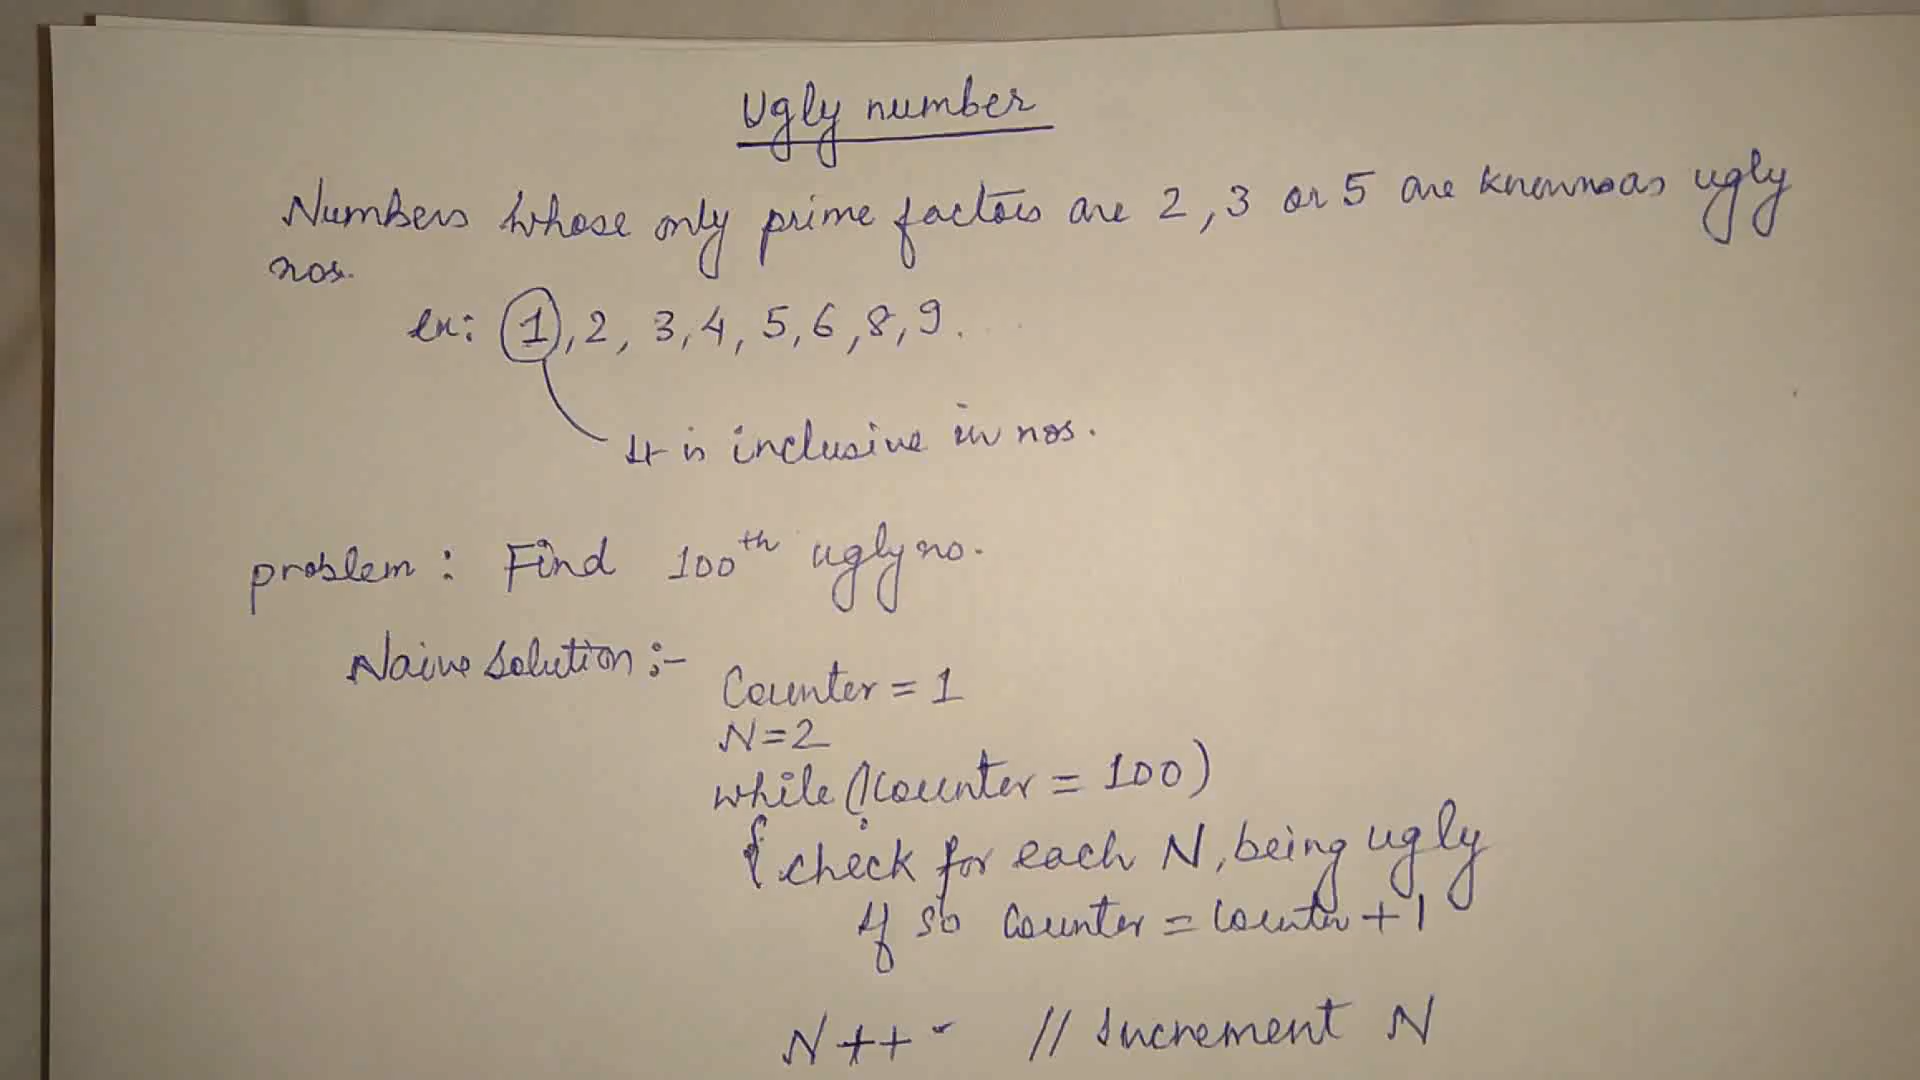 Ugly number
Numbers whose only prime factors are 2, 3 or 5 are known as ugly
nos.
ex: 1, 2, 3, 4, 5, 6, 8, 9.
It is inclusive in nos.
problem: Find 100th ugly no.
Naive solution :-
Counter = 1
N=2
while (!counter = 100)
{ check for each N, being ugly
If so Counter = Counter + 1
N++ // Increment N